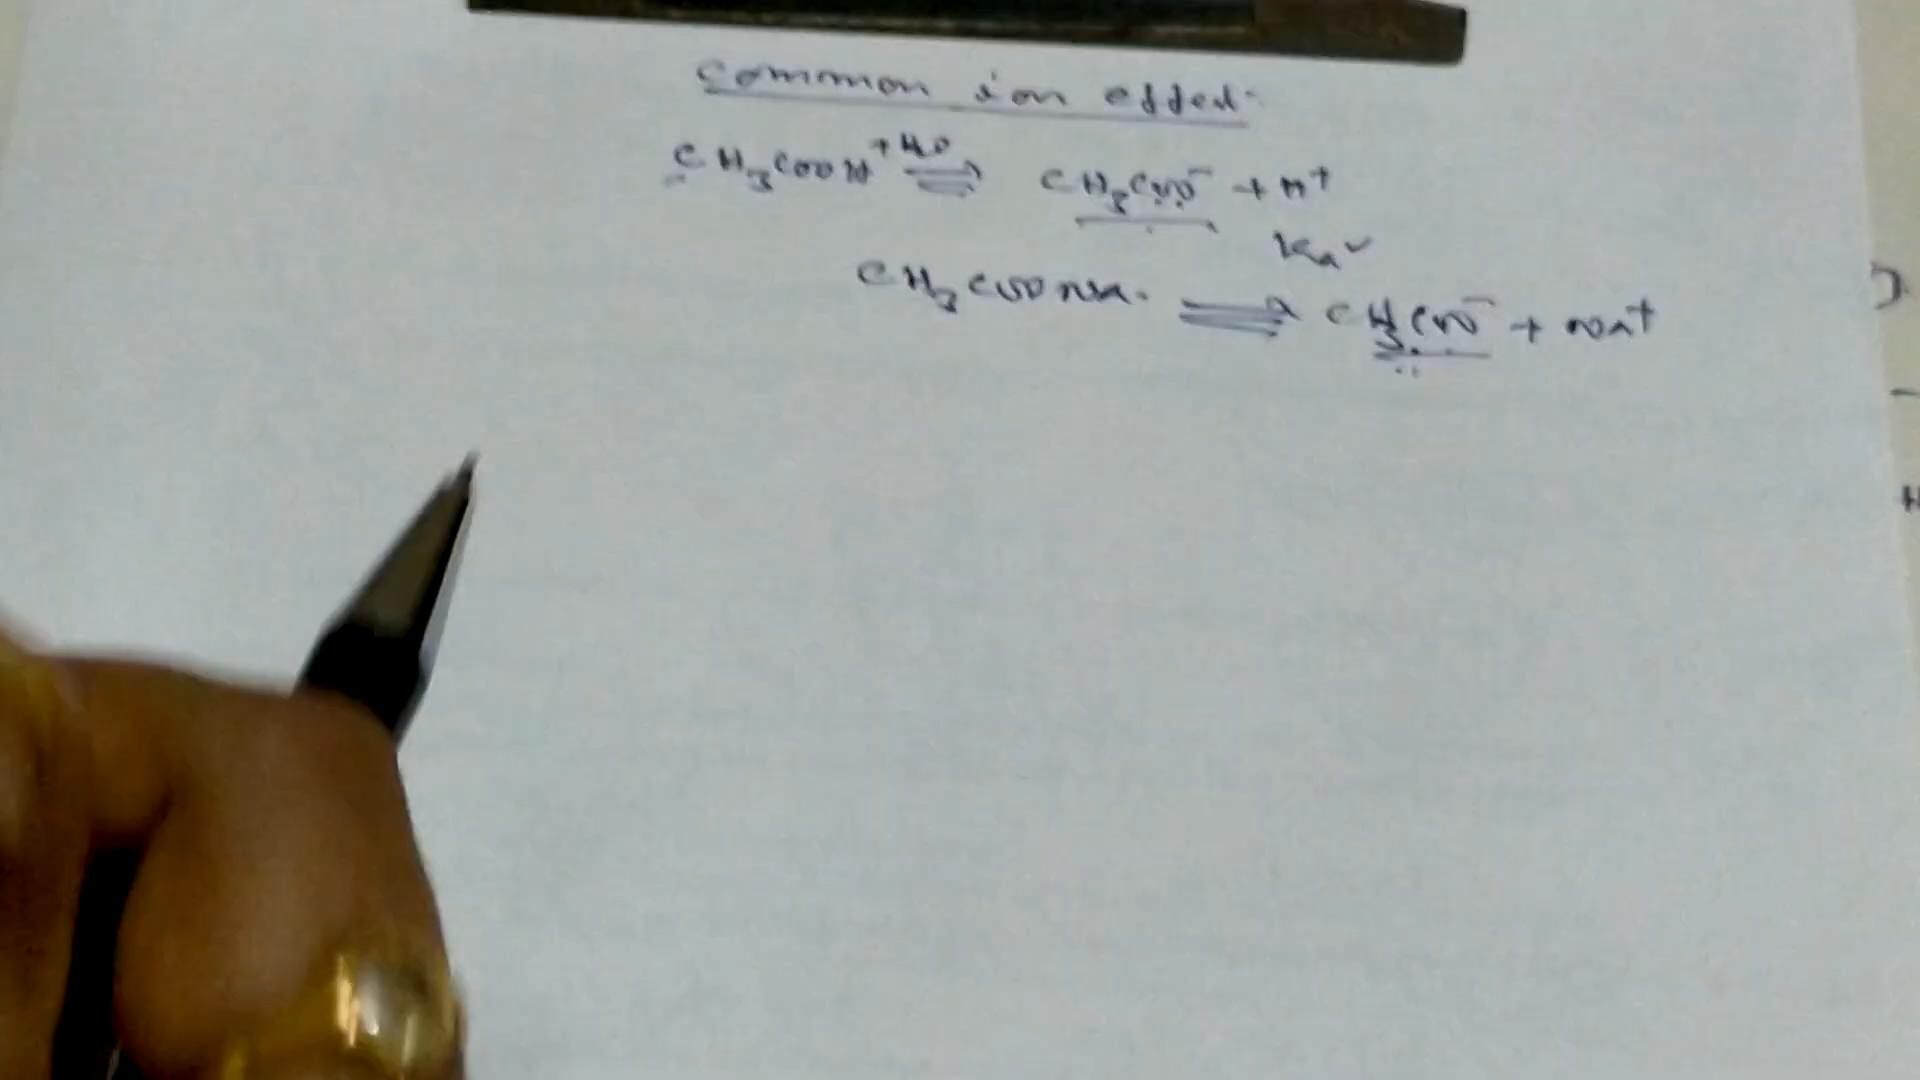 Common ion effect
CH3COOH + H2O ⇌ CH3COO⁻ + H⁺
Ka
CH3COONa. ⇌ CH3COO⁻ + Na⁺
H